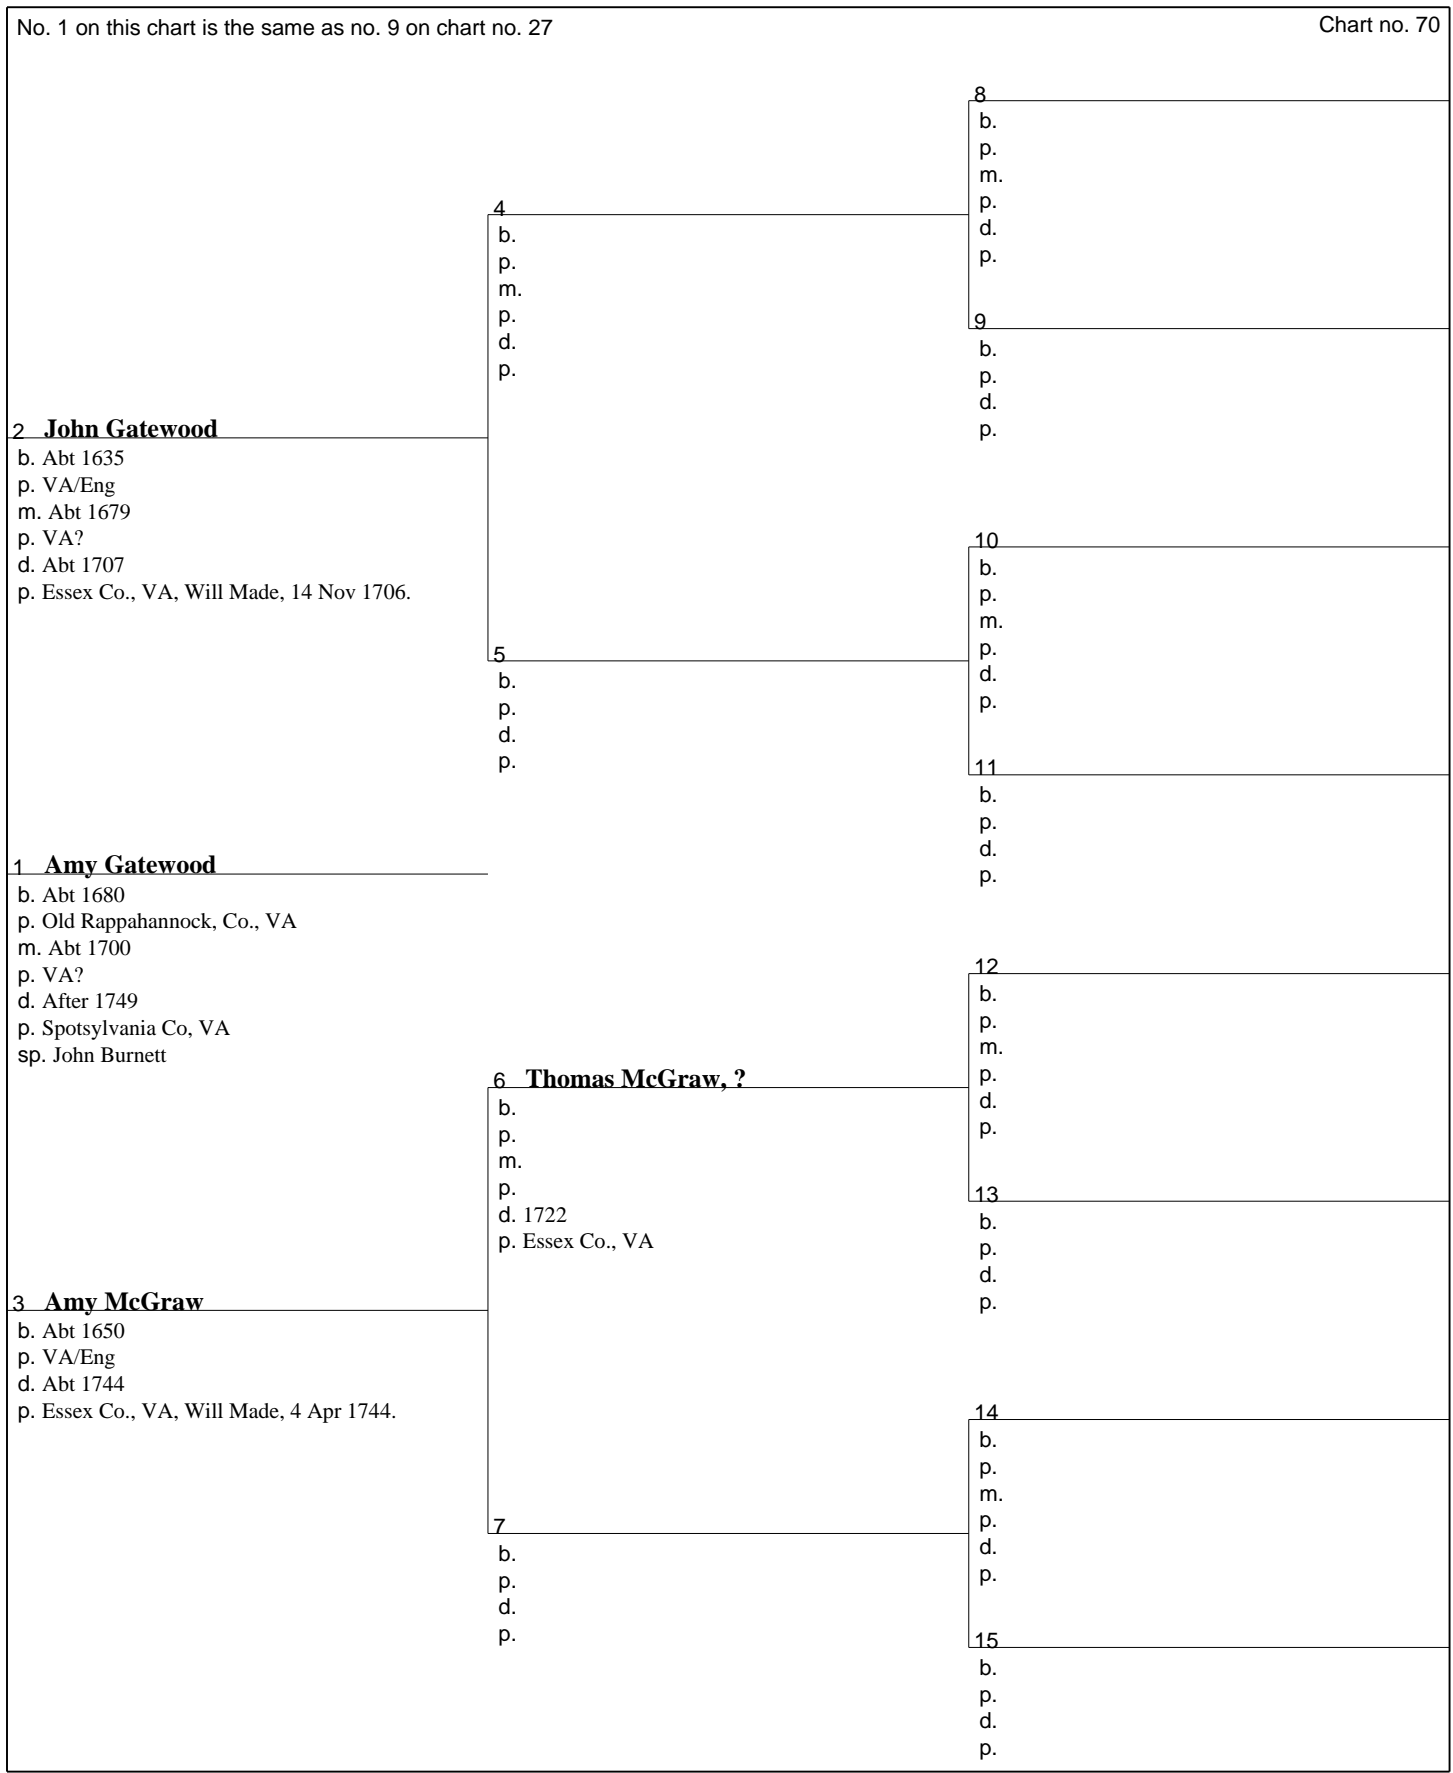 No. 1 on this chart is the same as no. 9 on chart no. 27
Chart no. 70
8
b.
p.
m.
p.
d.
p.
4
b.
p.
m.
p.
d.
p.
9
b.
p.
d.
p.
2 John Gatewood
b. Abt 1635
p. VA/Eng
m. Abt 1679
p. VA?
d. Abt 1707
p. Essex Co., VA, Will Made, 14 Nov 1706.
10
b.
p.
m.
p.
d.
p.
5
b.
p.
d.
p.
11
b.
p.
d.
p.
1 Amy Gatewood
b. Abt 1680
p. Old Rappahannock, Co., VA
m. Abt 1700
p. VA?
d. After 1749
p. Spotsylvania Co, VA
sp. John Burnett
12
b.
p.
m.
p.
d.
p.
6 Thomas McGraw, ?
b.
p.
m.
p.
d. 1722
p. Essex Co., VA
13
b.
p.
d.
p.
3 Amy McGraw
b. Abt 1650
p. VA/Eng
d. Abt 1744
p. Essex Co., VA, Will Made, 4 Apr 1744.
14
b.
p.
m.
p.
d.
p.
7
b.
p.
d.
p.
15
b.
p.
d.
p.